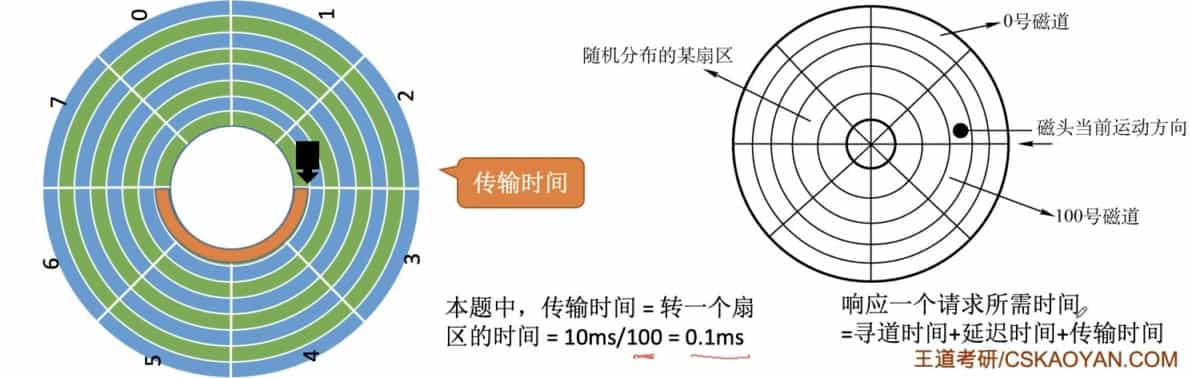 0
1
2
3
4
5
6
7
传输时间
本题中，传输时间 = 转一个扇
区的时间 = 10ms/100 = 0.1ms
0号磁道
随机分布的某扇区
磁头当前运动方向
100号磁道
响应一个请求所需时间
=寻道时间+延迟时间+传输时间
王道考研/CSKAOYAN.COM